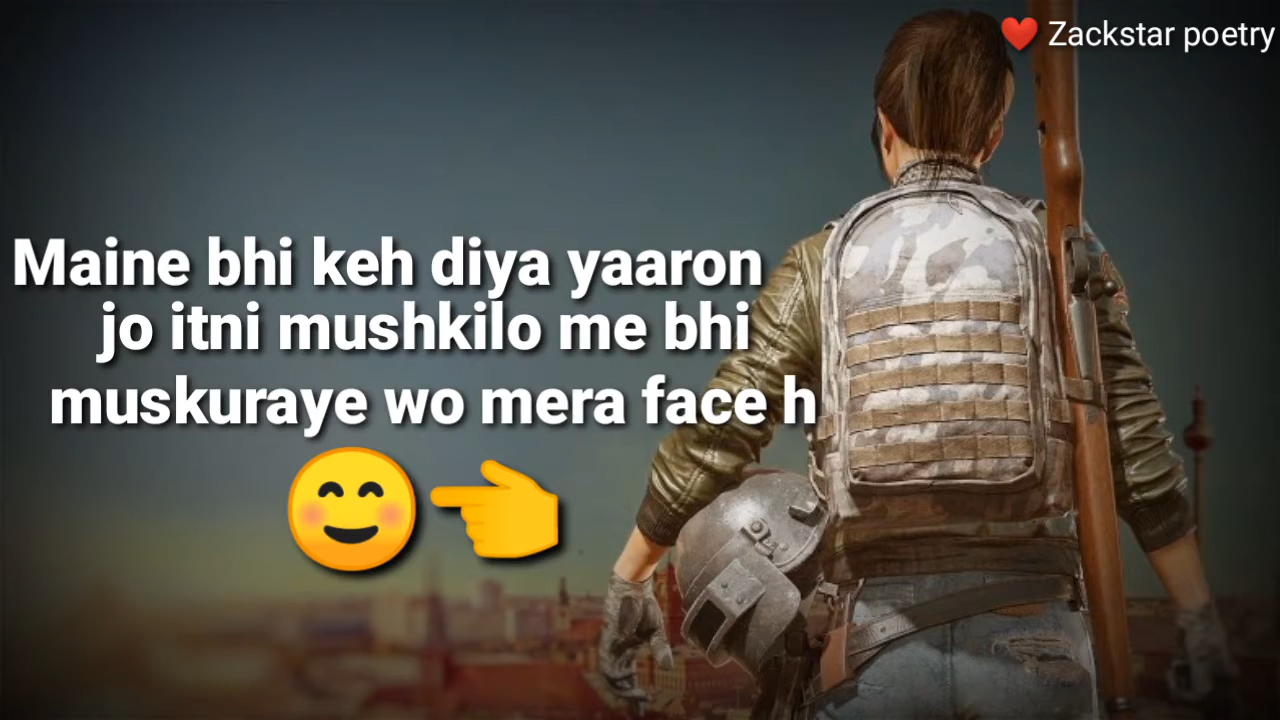 ❤️ Zackstar poetry
Maine bhi keh diya yaaron
jo itni mushkilo me bhi
muskuraye wo mera face h
😊👈